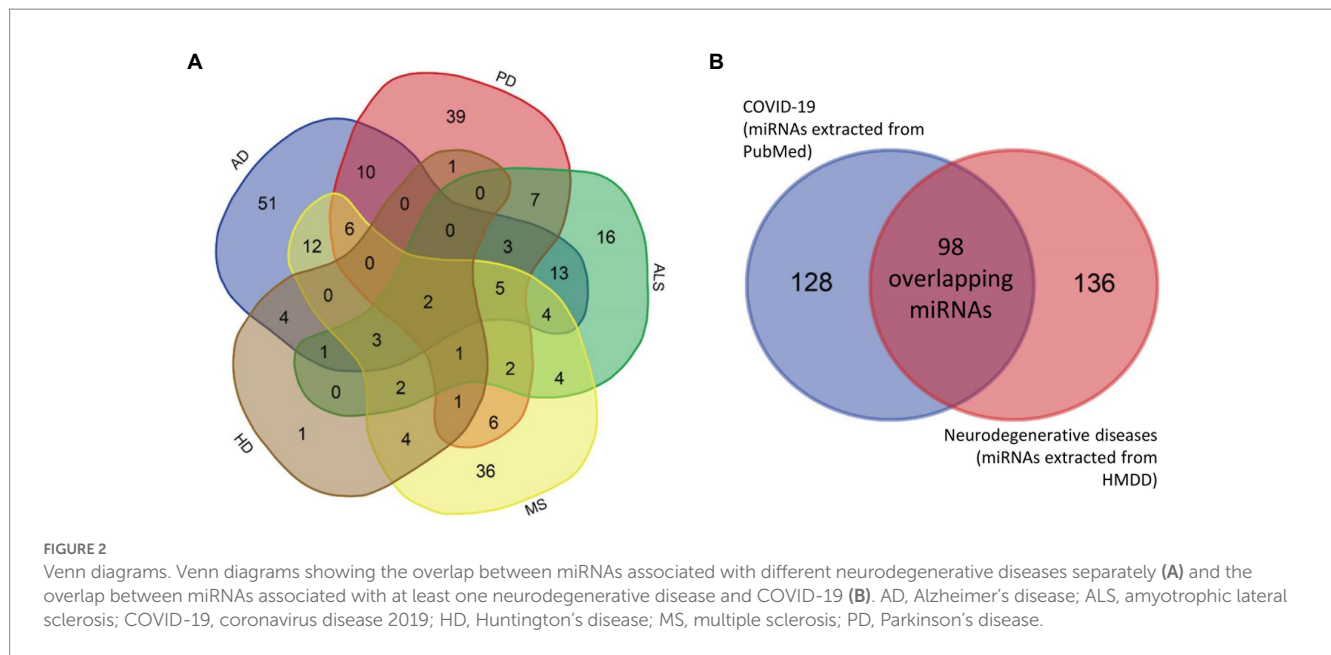 A
PD
39
AD
10
1
0
7
51
0
16
6
0
3
12
13
ALS
0
5
2
4
0
4
3
1
1
2
4
0
2
1
1
6
HD
4
36
MS
B
COVID-19
(miRNAs extracted from
PubMed)
128
98
overlapping
miRNAs
136
Neurodegenerative diseases
(miRNAs extracted from
HMDD)
FIGURE 2
Venn diagrams. Venn diagrams showing the overlap between miRNAs associated with different neurodegenerative diseases separately (A) and the
overlap between miRNAs associated with at least one neurodegenerative disease and COVID-19 (B). AD, Alzheimer's disease; ALS, amyotrophic lateral
sclerosis; COVID-19, coronavirus disease 2019; HD, Huntington's disease; MS, multiple sclerosis; PD, Parkinson's disease.